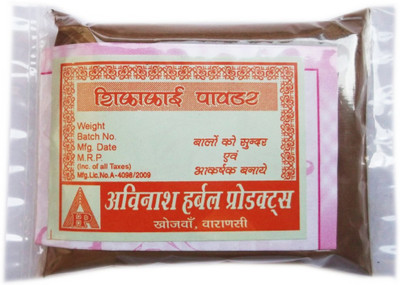 शिकाकाई पावडर
Weight
Batch No.
Mfg. Date
M.R.P.
(Inc. of all Taxes)
Mfg.Lic.No.A-4098/2009
बालों को सुन्दर
एवं
आकर्षक बनाये
अविनाश हर्बल प्रोडक्ट्स
खोजवाँ, वाराणसी